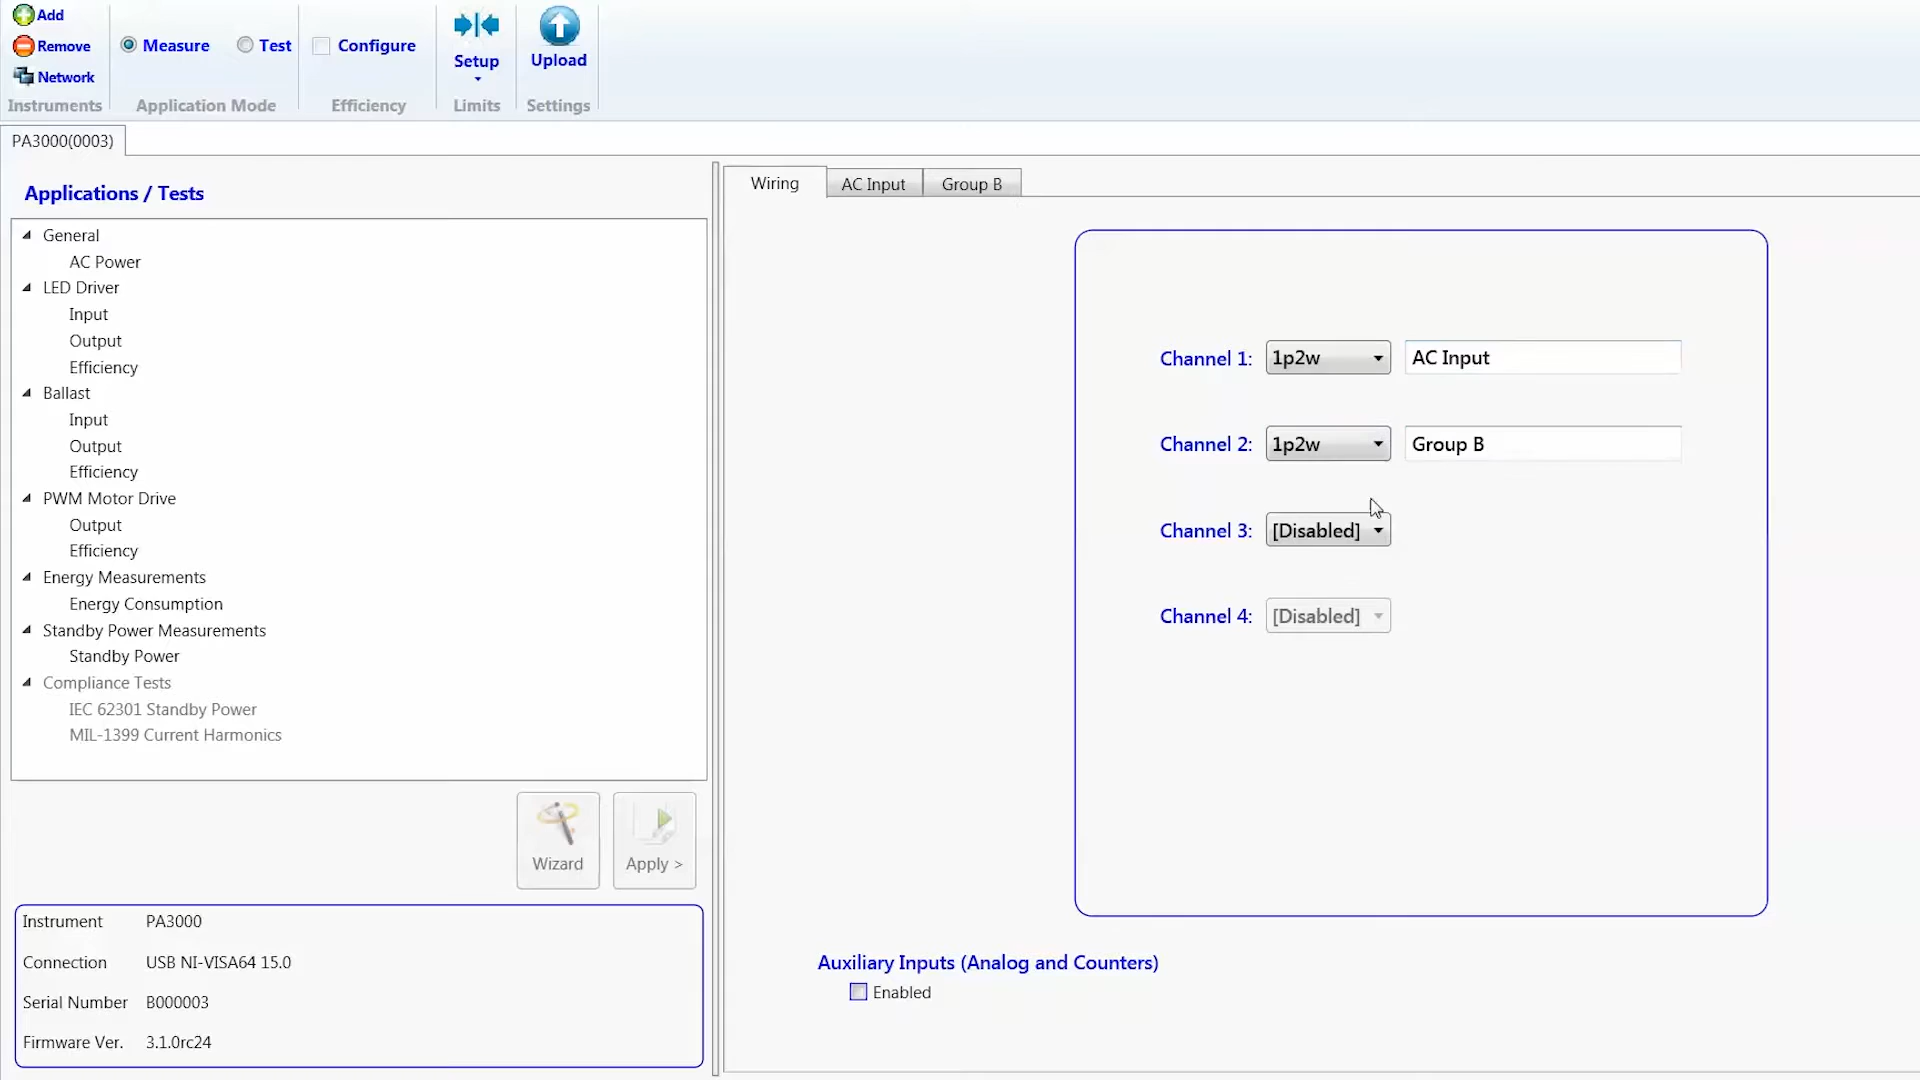 Add
Remove
Network
Instruments
Measure
Test
Application Mode
Configure
Efficiency
Setup
Limits
Upload
Settings
PA3000(0003)
Applications / Tests
General
AC Power
LED Driver
Input
Output
Efficiency
Ballast
Input
Output
Efficiency
PWM Motor Drive
Output
Efficiency
Energy Measurements
Energy Consumption
Standby Power Measurements
Standby Power
Compliance Tests
IEC 62301 Standby Power
MIL-1399 Current Harmonics
Wizard
Apply >
Instrument PA3000
Connection USB NI-VISA64 15.0
Serial Number B000003
Firmware Ver. 3.1.0rc24
Wiring
AC Input
Group B
Channel 1: 1p2w AC Input
Channel 2: 1p2w Group B
Channel 3: [Disabled]
Channel 4: [Disabled]
Auxiliary Inputs (Analog and Counters)
Enabled